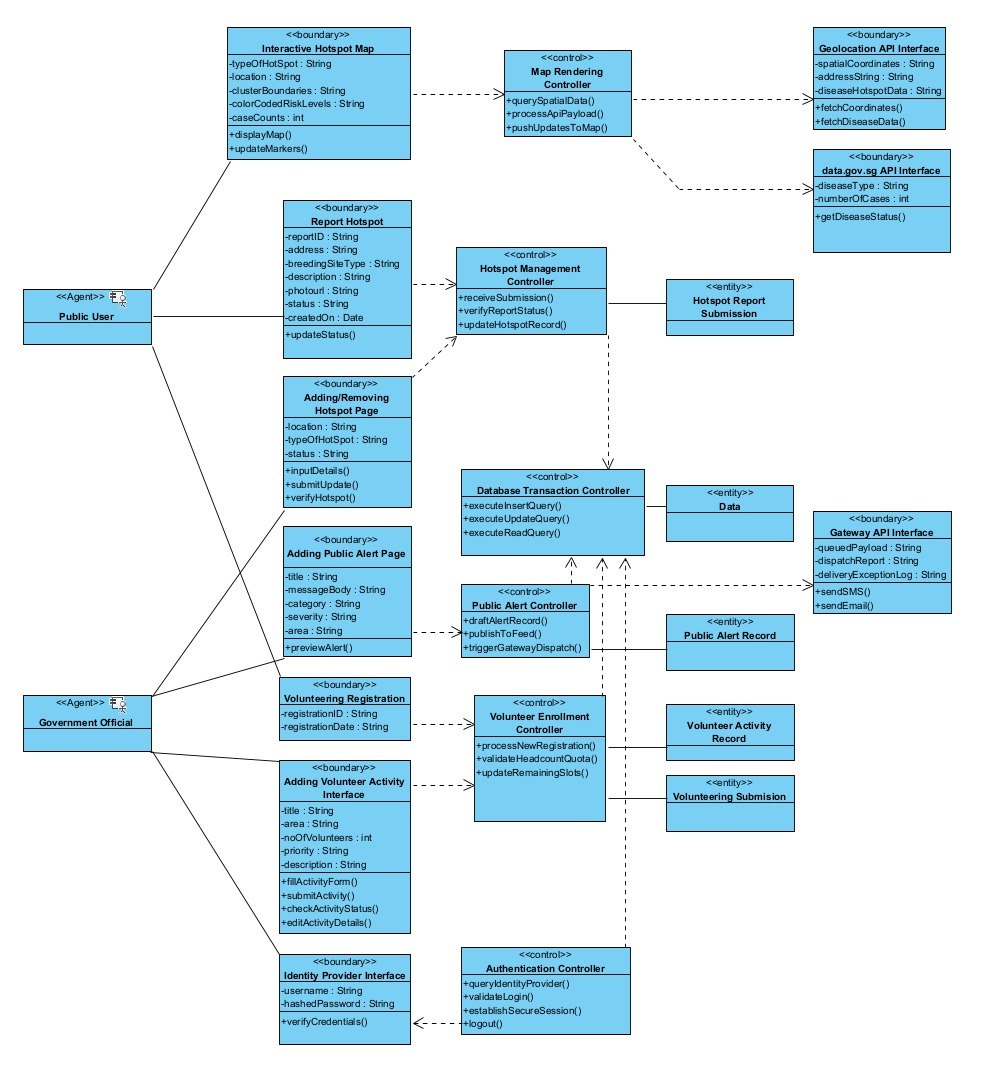 <<boundary>>
Interactive Hotspot Map
-typeOfHotSpot : String
-location : String
-clusterBoundaries : String
-colorCodedRiskLevels : String
-caseCounts : int
+displayMap()
+updateMarkers()
<<control>>
Map Rendering
Controller
+querySpatialData()
+processApiPayload()
+pushUpdatesToMap()
<<boundary>>
Geolocation API Interface
-spatialCoordinates : String
-addressString : String
-diseaseHotspotData : String
+fetchCoordinates()
+fetchDiseaseData()
<<boundary>>
data.gov.sg API Interface
-diseaseType : String
-numberOfCases : int
+getDiseaseStatus()
<<boundary>>
Report Hotspot
-reportID : String
-address : String
-breedingSiteType : String
-description : String
-photourl : String
-status : String
-createdOn : Date
+updateStatus()
<<control>>
Hotspot Management
Controller
+receiveSubmission()
+verifyReportStatus()
+updateHotspotRecord()
<<entity>>
Hotspot Report
Submission
<<Agent>>
Public User
<<boundary>>
Adding/Removing
Hotspot Page
-location : String
-typeOfHotSpot : String
-status : String
+inputDetails()
+submitUpdate()
+verifyHotspot()
<<control>>
Database Transaction Controller
+executeInsertQuery()
+executeUpdateQuery()
+executeReadQuery()
<<entity>>
Data
<<boundary>>
Gateway API Interface
-queuedPayload : String
-dispatchReport : String
-deliveryExceptionLog : String
+sendSMS()
+sendEmail()
<<boundary>>
Adding Public Alert Page
-title : String
-messageBody : String
-category : String
-severity : String
-area : String
+previewAlert()
<<control>>
Public Alert Controller
+draftAlertRecord()
+publishToFeed()
+triggerGatewayDispatch()
<<entity>>
Public Alert Record
<<Agent>>
Government Official
<<boundary>>
Volunteering Registration
-registrationID : String
-registrationDate : String
<<control>>
Volunteer Enrollment
Controller
+processNewRegistration()
+validateHeadcountQuota()
+updateRemainingSlots()
<<entity>>
Volunteer Activity
Record
<<entity>>
Volunteering Submision
<<boundary>>
Adding Volunteer Activity
Interface
-title : String
-area : String
-noOfVolunteers : int
-priority : String
-description : String
+fillActivityForm()
+submitActivity()
+checkActivityStatus()
+editActivityDetails()
<<boundary>>
Identity Provider Interface
-username : String
-hashedPassword : String
+verifyCredentials()
<<control>>
Authentication Controller
+queryIdentityProvider()
+validateLogin()
+establishSecureSession()
+logout()